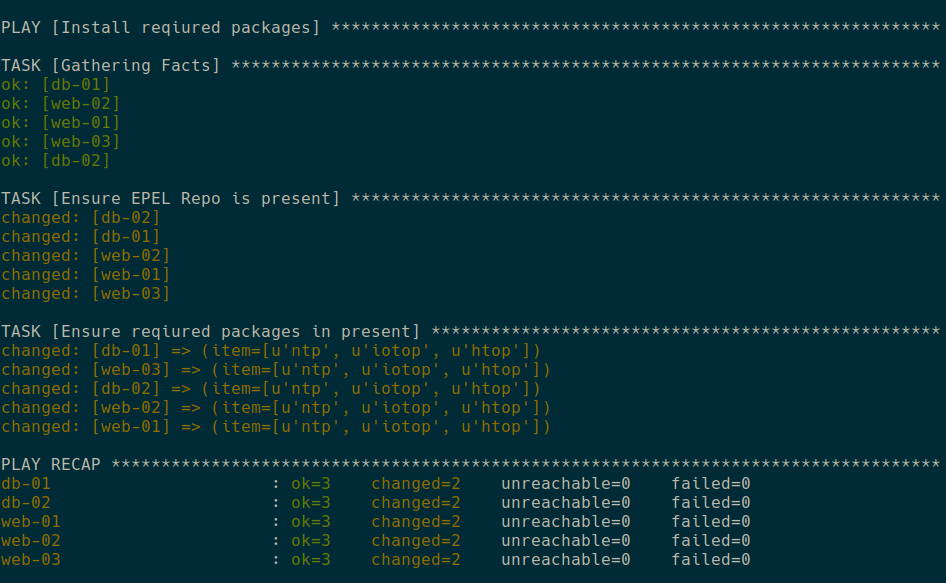 PLAY [Install reqiured packages] *************************************************************
TASK [Gathering Facts] ***********************************************************************
ok: [db-01]
ok: [web-02]
ok: [web-01]
ok: [web-03]
ok: [db-02]
TASK [Ensure EPEL Repo is present] ***********************************************************
changed: [db-02]
changed: [db-01]
changed: [web-02]
changed: [web-01]
changed: [web-03]
TASK [Ensure reqiured packages in present] ***************************************************
changed: [db-01] => (item=[u'ntp', u'iotop', u'htop'])
changed: [web-03] => (item=[u'ntp', u'iotop', u'htop'])
changed: [db-02] => (item=[u'ntp', u'iotop', u'htop'])
changed: [web-02] => (item=[u'ntp', u'iotop', u'htop'])
changed: [web-01] => (item=[u'ntp', u'iotop', u'htop'])
PLAY RECAP ***********************************************************************************
db-01                      : ok=3    changed=2    unreachable=0    failed=0
db-02                      : ok=3    changed=2    unreachable=0    failed=0
web-01                     : ok=3    changed=2    unreachable=0    failed=0
web-02                     : ok=3    changed=2    unreachable=0    failed=0
web-03                     : ok=3    changed=2    unreachable=0    failed=0